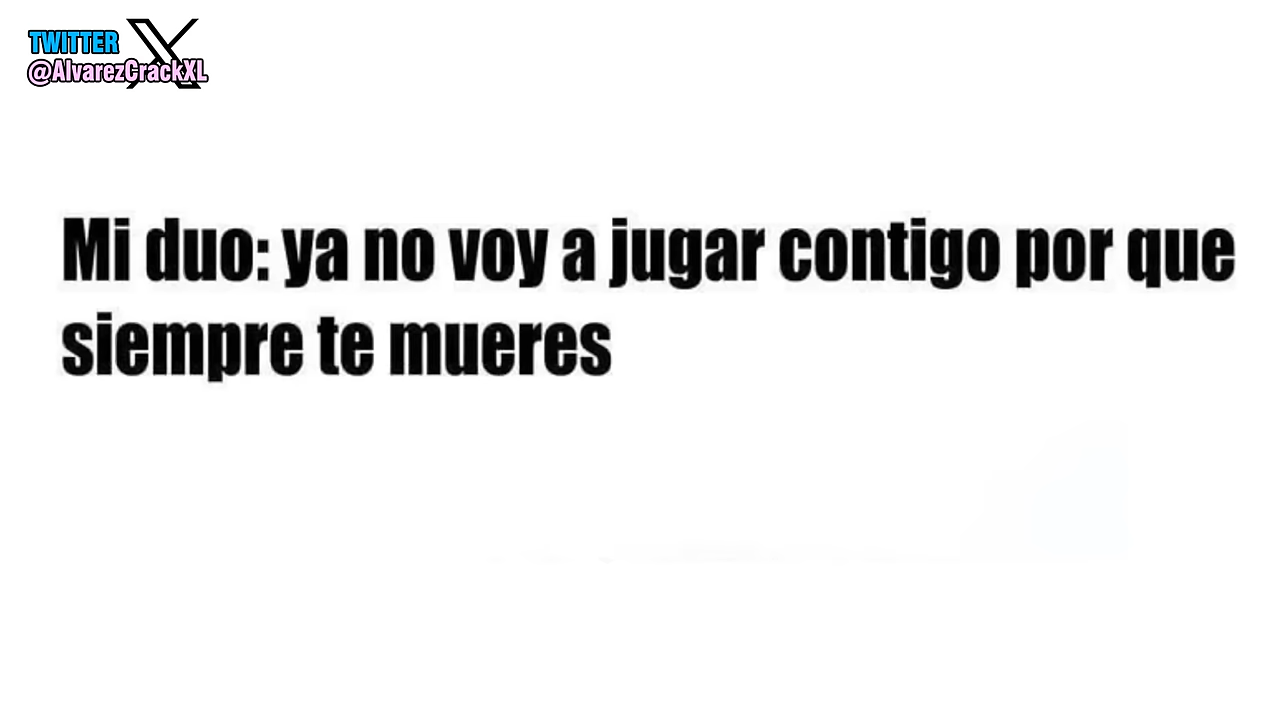 TWITTER X
@AlvarezCrackXL
Mi duo: ya no voy a jugar contigo por que
siempre te mueres